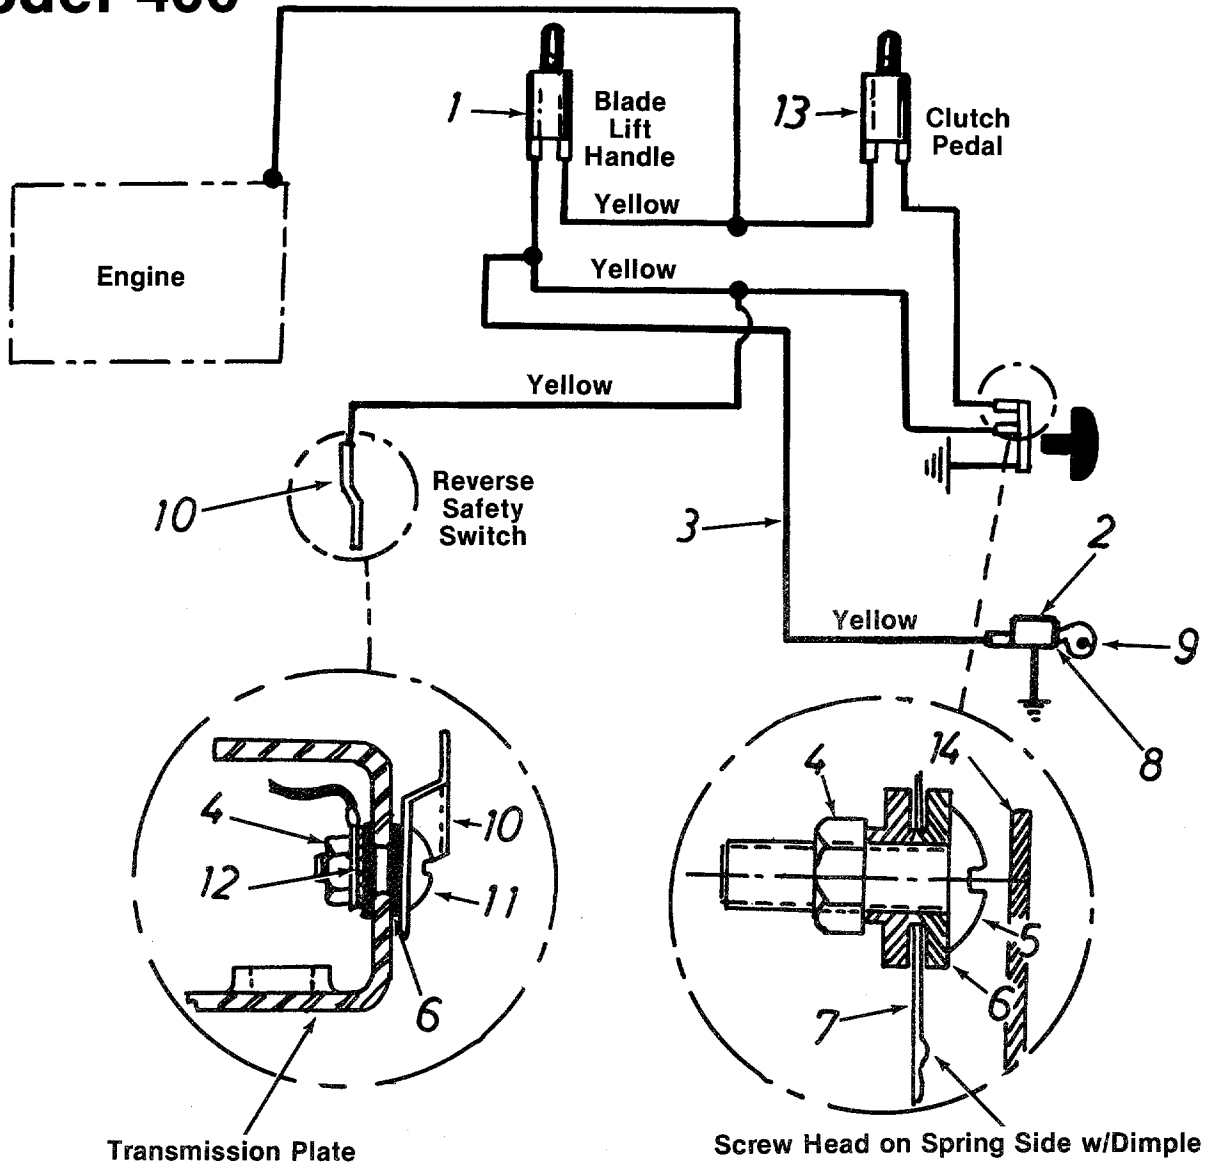 1
Blade
Lift
Handle
13
Clutch
Pedal
Yellow
Engine
Yellow
Yellow
10
Reverse
Safety
Switch
3
2
Yellow
9
8
4
12
10
11
6
Transmission Plate
4
14
5
6
7
Screw Head on Spring Side w/Dimple